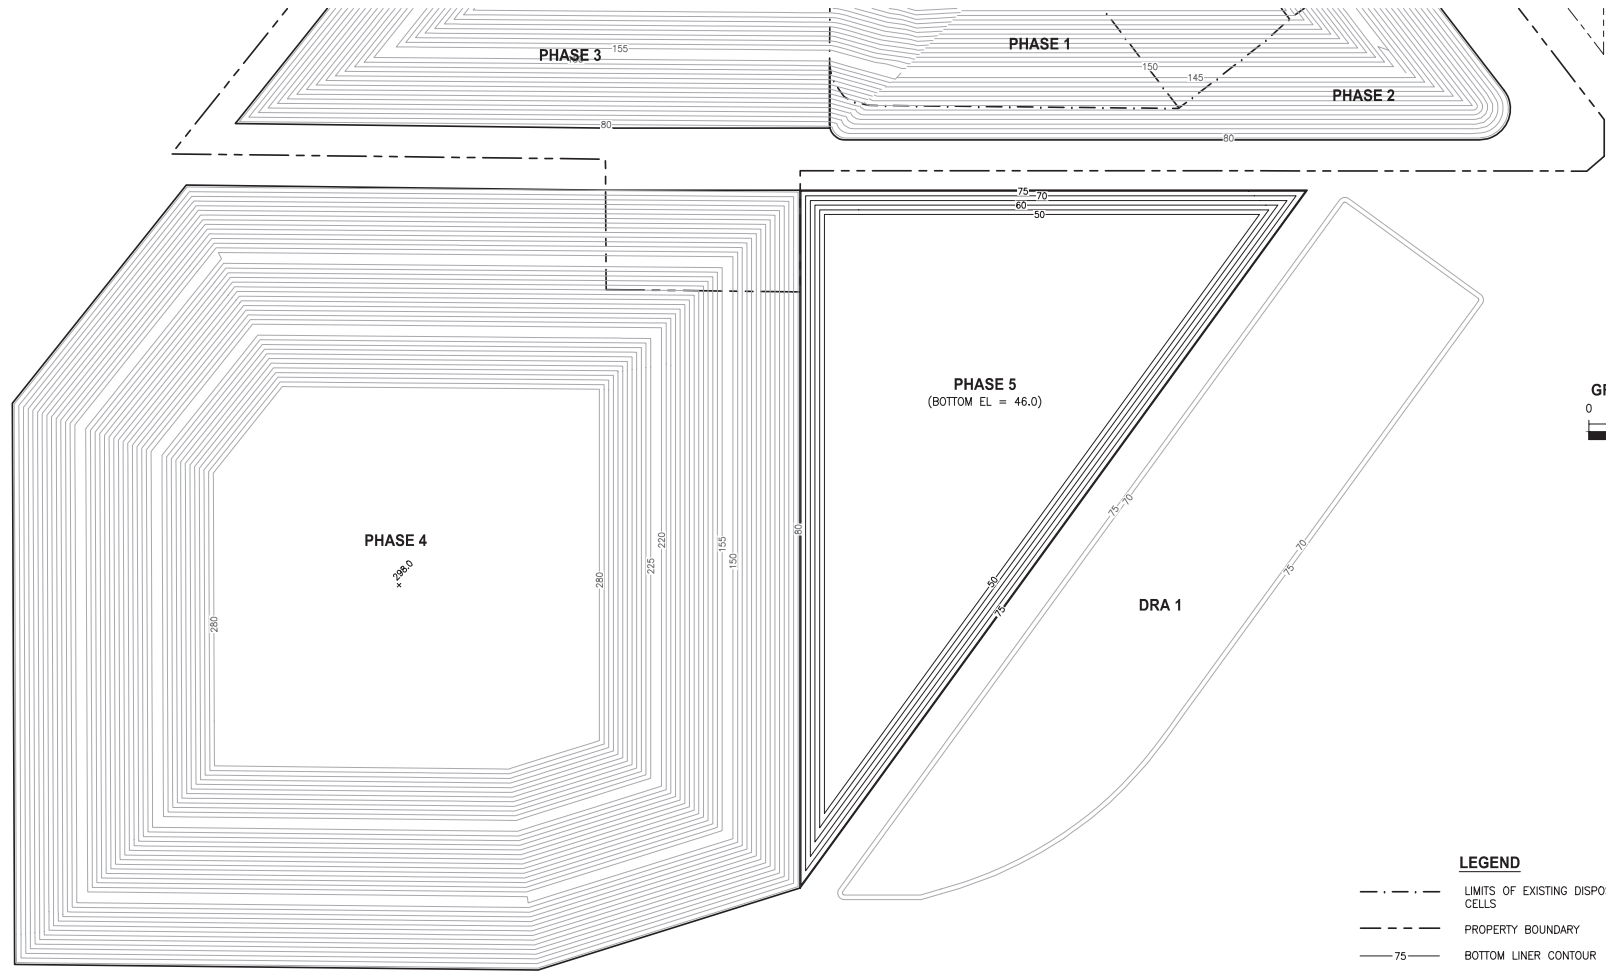 PHASE 3
155
PHASE 1
150
145
PHASE 2
80
80
75
70
60
50
PHASE 5
(BOTTOM EL = 46.0)
0
75
70
80
155
150
220
225
280
280
PHASE 4
298.0
50
75
70
75
DRA 1
LEGEND
LIMITS OF EXISTING DISPO
CELLS
PROPERTY BOUNDARY
75
BOTTOM LINER CONTOUR